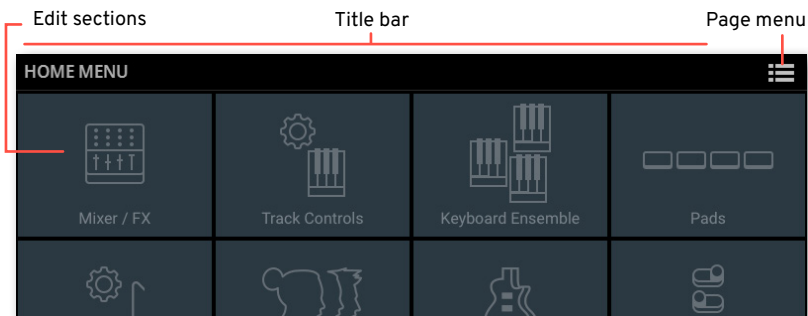 Edit sections Title bar Page menu
HOME MENU
Mixer / FX Track Controls Keyboard Ensemble Pads